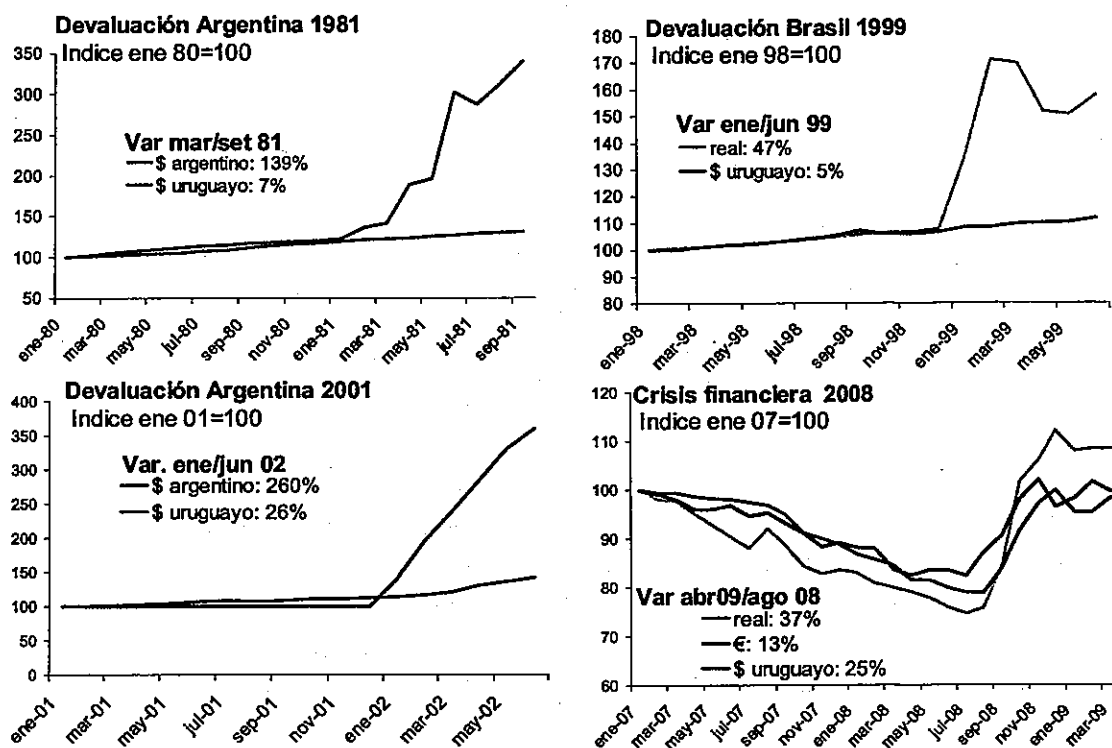 Devaluación Argentina 1981
Indice ene 80=100
350
300
250
200
150
100
50
Var mar/set 81
$ argentino: 139%
$ uruguayo: 7%
ene-80
mar-80
may-80
jul-80
sep-80
nov-80
ene-81
mar-81
may-81
jul-81
sep-81
Devaluación Brasil 1999
Indice ene 98=100
180
170
160
150
140
130
120
110
100
90
80
Var ene/jun 99
real: 47%
$ uruguayo: 5%
ene-98
mar-98
may-98
jul-98
sep-98
nov-98
ene-99
mar-99
may-99
Devaluación Argentina 2001
Indice ene 01=100
400
350
300
250
200
150
100
50
0
Var. ene/jun 02
$ argentino: 260%
$ uruguayo: 26%
ene-01
mar-01
may-01
jul-01
sep-01
nov-01
ene-02
mar-02
may-02
Crisis financiera 2008
Indice ene 07=100
120
110
100
90
80
70
60
Var abr09/ago 08
real: 37%
€: 13%
$ uruguayo: 25%
ene-07
mar-07
may-07
jul-07
sep-07
nov-07
ene-08
mar-08
may-08
jul-08
sep-08
nov-08
ene-09
mar-09